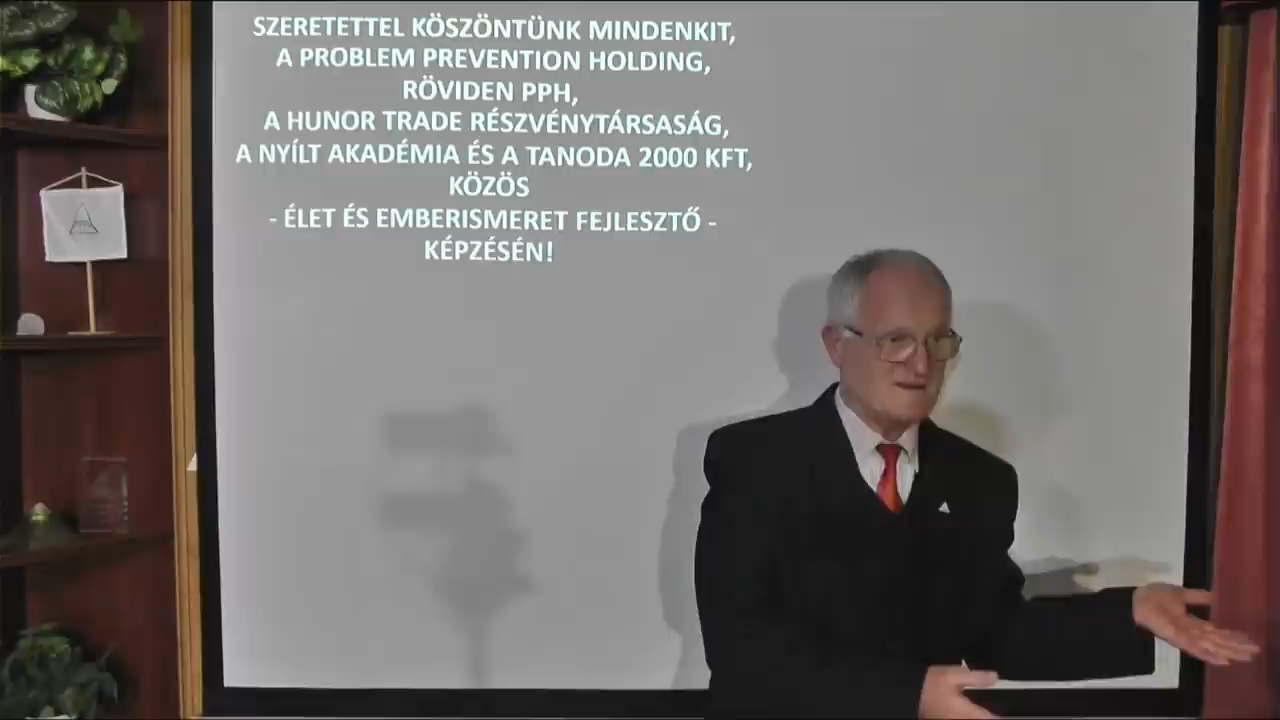 SZERETETTEL KÖSZÖNTÜNK MINDENKIT,
A PROBLEM PREVENTION HOLDING,
RÖVIDEN PPH,
A HUNOR TRADE RÉSZVÉNYTÁRSASÁG,
A NYÍLT AKADÉMIA ÉS A TANODA 2000 KFT,
KÖZÖS
- ÉLET ÉS EMBERISMERET FEJLESZTŐ -
KÉPZÉSÉN!